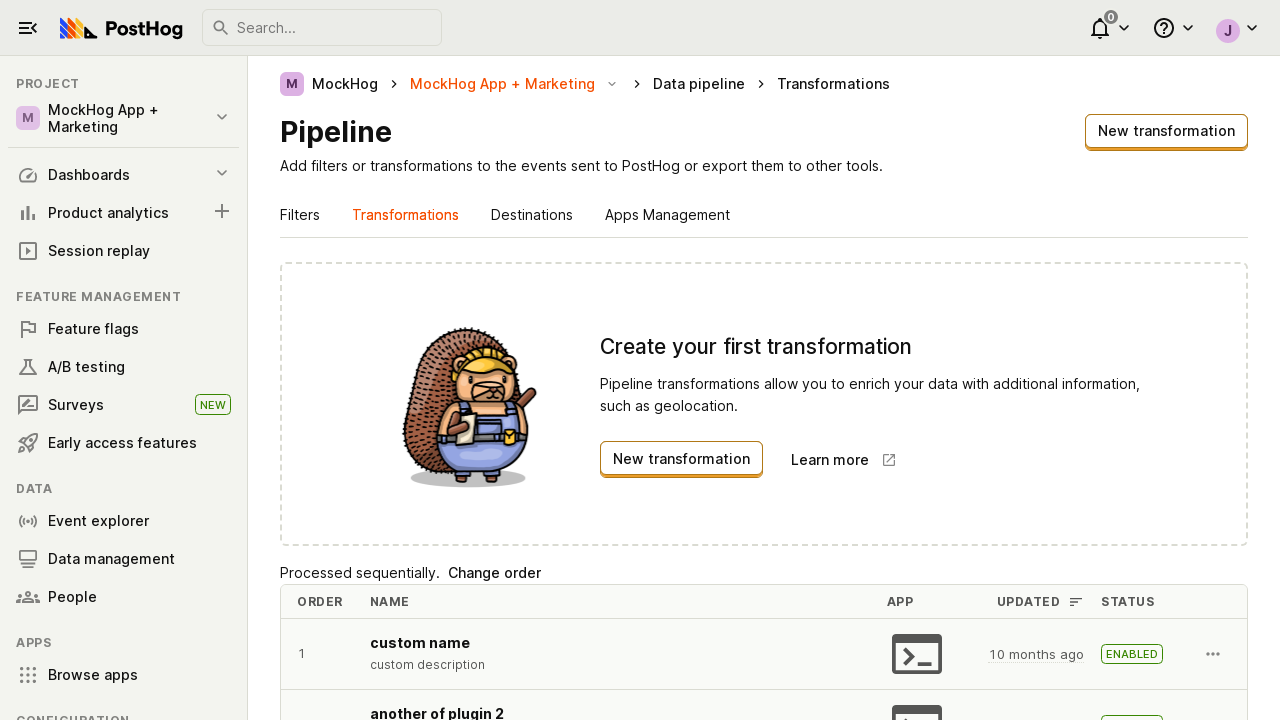 PostHog
Search...
0
J
PROJECT
M
MockHog App +
Marketing
Dashboards
Product analytics
Session replay
FEATURE MANAGEMENT
Feature flags
A/B testing
Surveys
NEW
Early access features
DATA
Event explorer
Data management
People
APPS
Browse apps
CONFIGURATION
M MockHog
MockHog App + Marketing
Data pipeline
Transformations
Pipeline
New transformation
Add filters or transformations to the events sent to PostHog or export them to other tools.
Filters
Transformations
Destinations
Apps Management
Create your first transformation
Pipeline transformations allow you to enrich your data with additional information,
such as geolocation.
New transformation
Learn more
Processed sequentially. Change order
ORDER NAME APP UPDATED STATUS
1
custom name
custom description
10 months ago
ENABLED
another of plugin 2